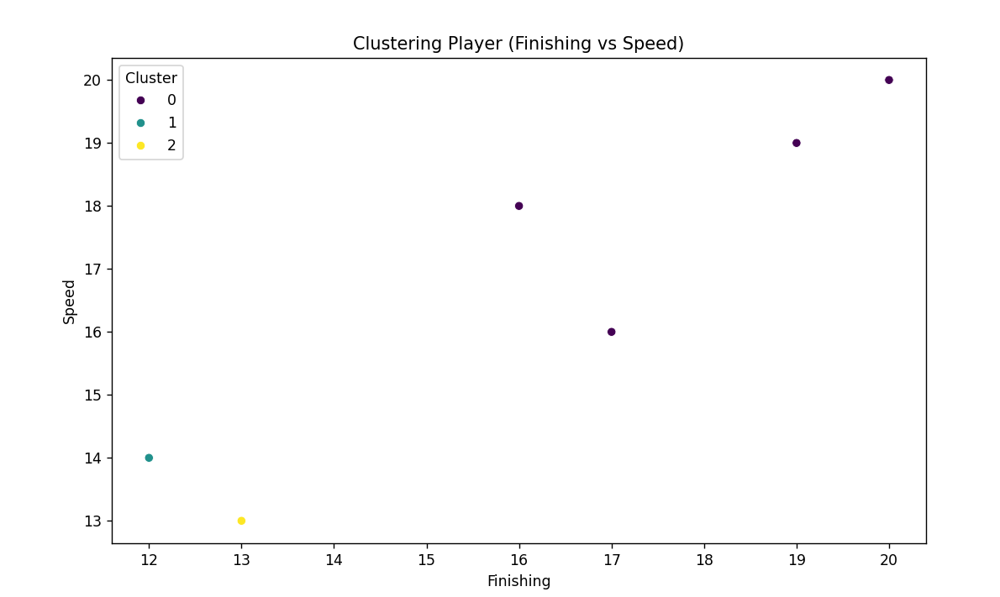 Clustering Player (Finishing vs Speed)
Cluster
0
1
2
20
19
18
17
16
15
14
13
Speed
12 13 14 15 16 17 18 19 20
Finishing